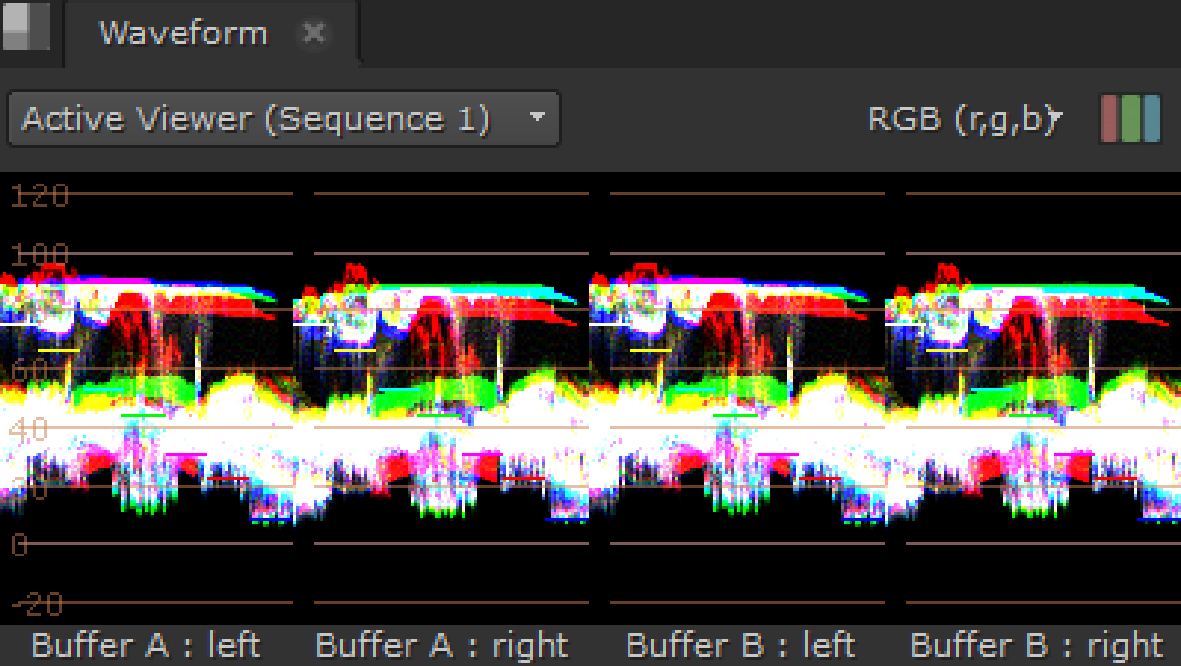 Waveform
Active Viewer (Sequence 1) RGB (r,g,b)
120
100
60
40
20
0
-20
Buffer A : left Buffer A : right Buffer B : left Buffer B : right